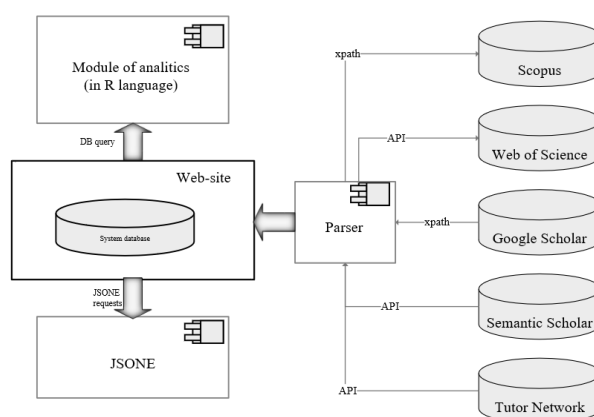 Module of analitics
(in R language)
DB query
Web-site
System database
JSONE
requests
JSONE
Parser
xpath
Scopus
API
Web of Science
xpath
Google Scholar
API
Semantic Scholar
API
Tutor Network